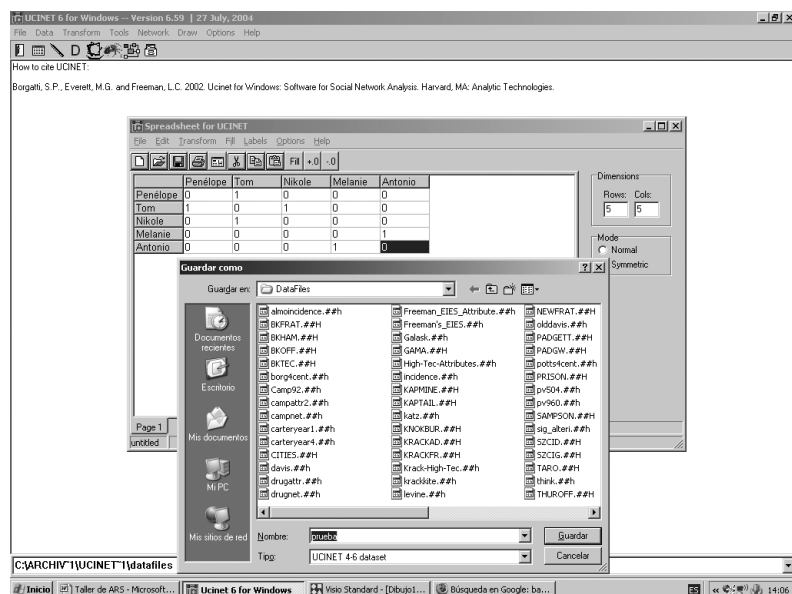 UCINET 6 for Windows -- Version 6.59 | 27 July, 2004
File Data Transform Tools Network Draw Options Help
D
How to cite UCINET:
Borgatti, S.P., Everett, M.G. and Freeman, L.C. 2002. Ucinet for Windows: Software for Social Network Analysis. Harvard, MA: Analytic Technologies.
Spreadsheet for UCINET
File Edit Transform Fill Labels Options Help
Fill +.0 -.0
Penélope Tom Nikole Melanie Antonio
Penélope 0 1 0 0 0
Tom 1 0 1 0 0
Nikole 0 1 0 0 0
Melanie 0 0 0 0 1
Antonio 0 0 0 1 0
Dimensions
Rows: Cols:
5 5
Mode
Normal
Symmetric
Page 1
untitled
Guardar como
Guardar en: DataFiles
Documentos recientes
Escritorio
Mis documentos
Mi PC
Mis sitios de red
almoincidence.##h
BKFRAT.##H
BKHAM.##H
BKOFF.##H
BKTEC.##H
borg4cent.##h
Camp92.##h
campattr2.##h
campnet.##h
carteryear1.##h
carteryear4.##h
CITIES.##H
davis.##h
drugattr.##h
drugnet.##h
Freeman_EIES_Attribute.##h
Freeman's_EIES.##h
Galask.##h
GAMA.##H
High-Tec-Attributes.##h
incidence.##h
KAPMINE.##H
KAPTAIL.##H
katz.##h
KNOKBUR.##H
KRACKAD.##H
KRACKFR.##H
Krack-High-Tec.##h
krackkite.##h
levine.##h
NEWFRAT.##H
olddavis.##h
PADGETT.##H
PADGW.##H
potts4cent.##h
PRISON.##H
pv504.##h
pv960.##h
SAMPSON.##H
sig_alteri.##h
SZCID.##H
SZCIG.##H
TARO.##H
think.##h
THUROFF.##H
Nombre: prueba Guardar
Tipo: UCINET 4-6 dataset Cancelar
C:\ARCHIV~1\UCINET~1\datafiles
Inicio Taller de ARS - Microsoft... Ucinet 6 for Windows Visio Standard - [Dibujo1... Búsqueda en Google: ba... ES 14:06